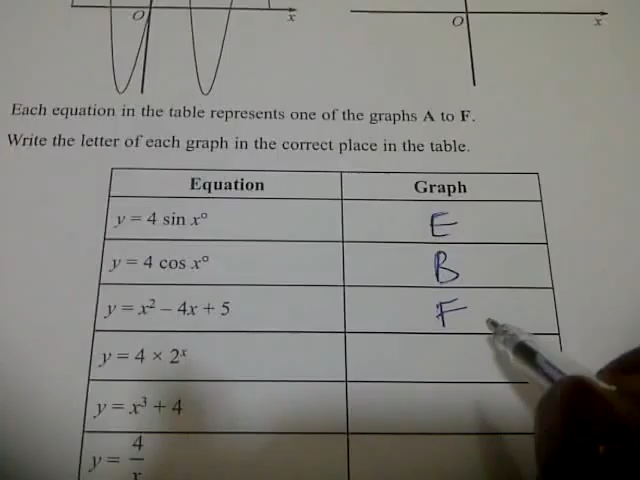 O x O x
Each equation in the table represents one of the graphs A to F.
Write the letter of each graph in the correct place in the table.
Equation Graph
y = 4 sin x° E
y = 4 cos x° B
y = x² – 4x + 5 F
y = 4 × 2ˣ
y = x³ + 4
y = 4/x